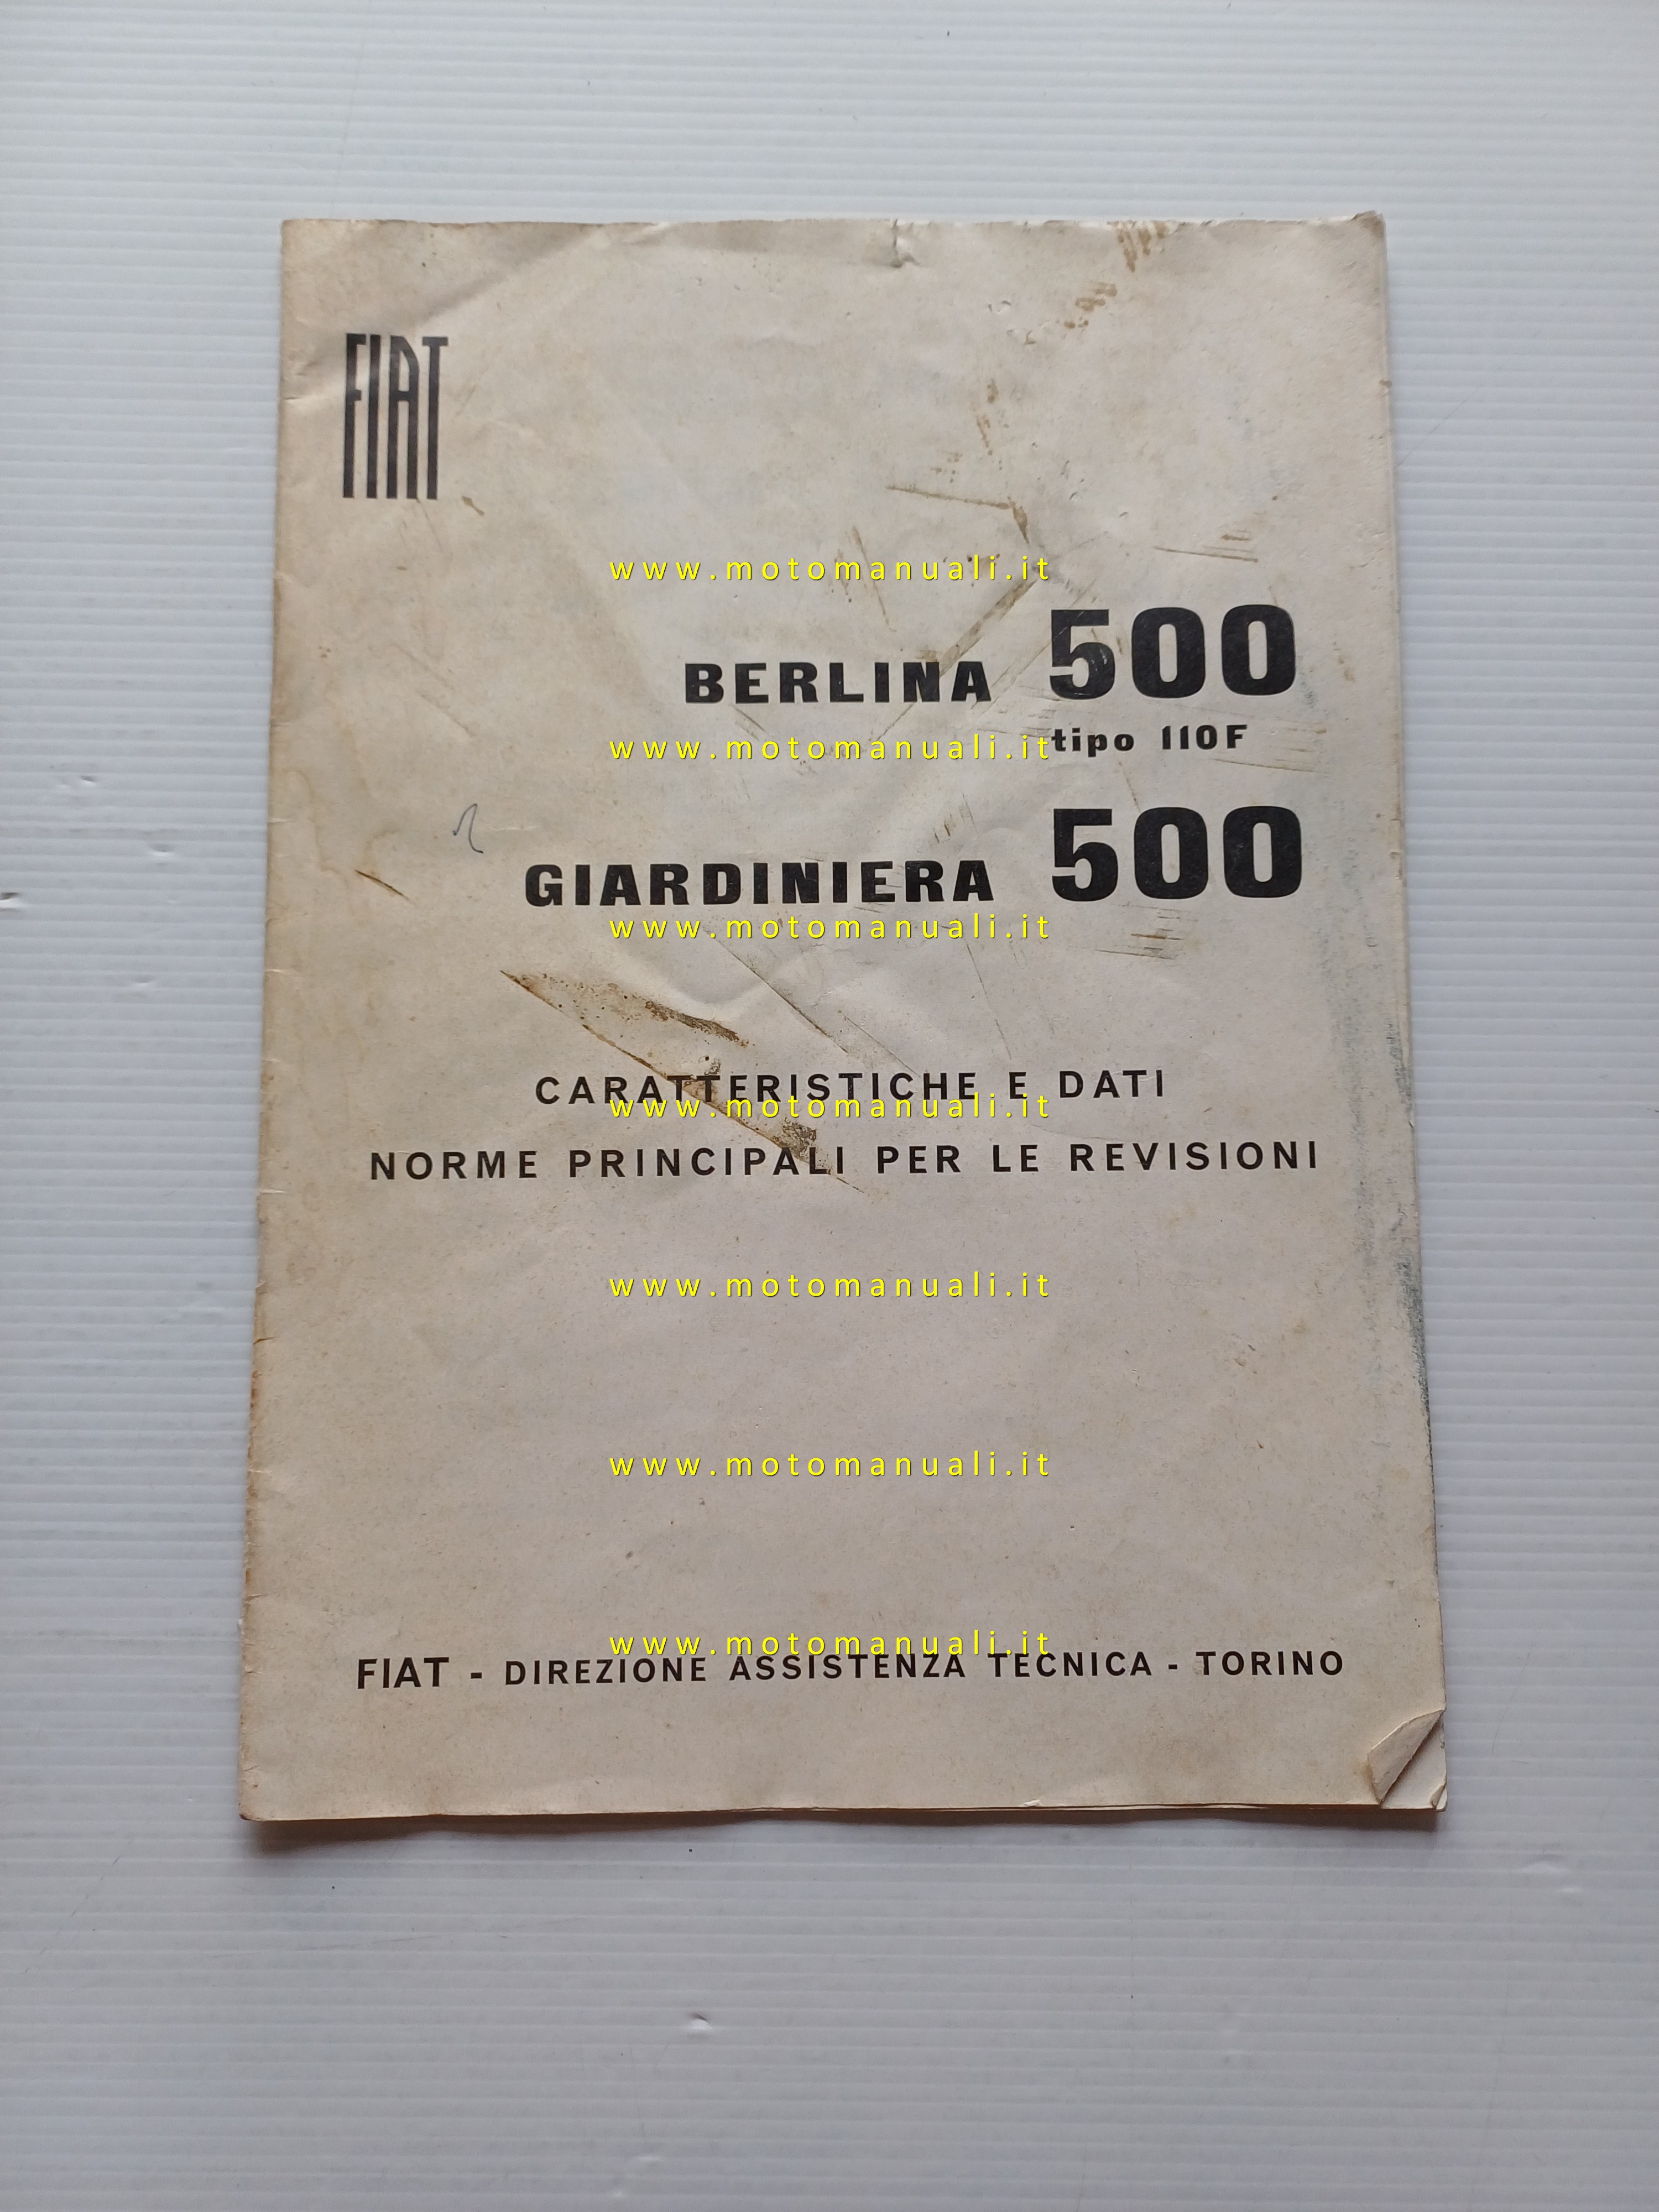 FIAT
www.motomanuali.it
BERLINA 500
www.motomanuali.it
tipo 110F
GIARDINIERA 500
www.motomanuali.it
CARATTERISTICHE E DATI
www.motomanuali.it
NORME PRINCIPALI PER LE REVISIONI
www.motomanuali.it
www.motomanuali.it
www.motomanuali.it
FIAT - DIREZIONE ASSISTENZA TECNICA - TORINO